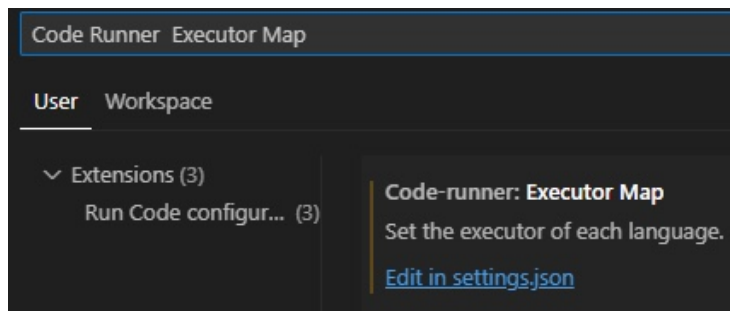 Code Runner  Executor Map
User Workspace
Extensions (3)
Run Code configur... (3)
Code-runner: Executor Map
Set the executor of each language.
Edit in settings.json